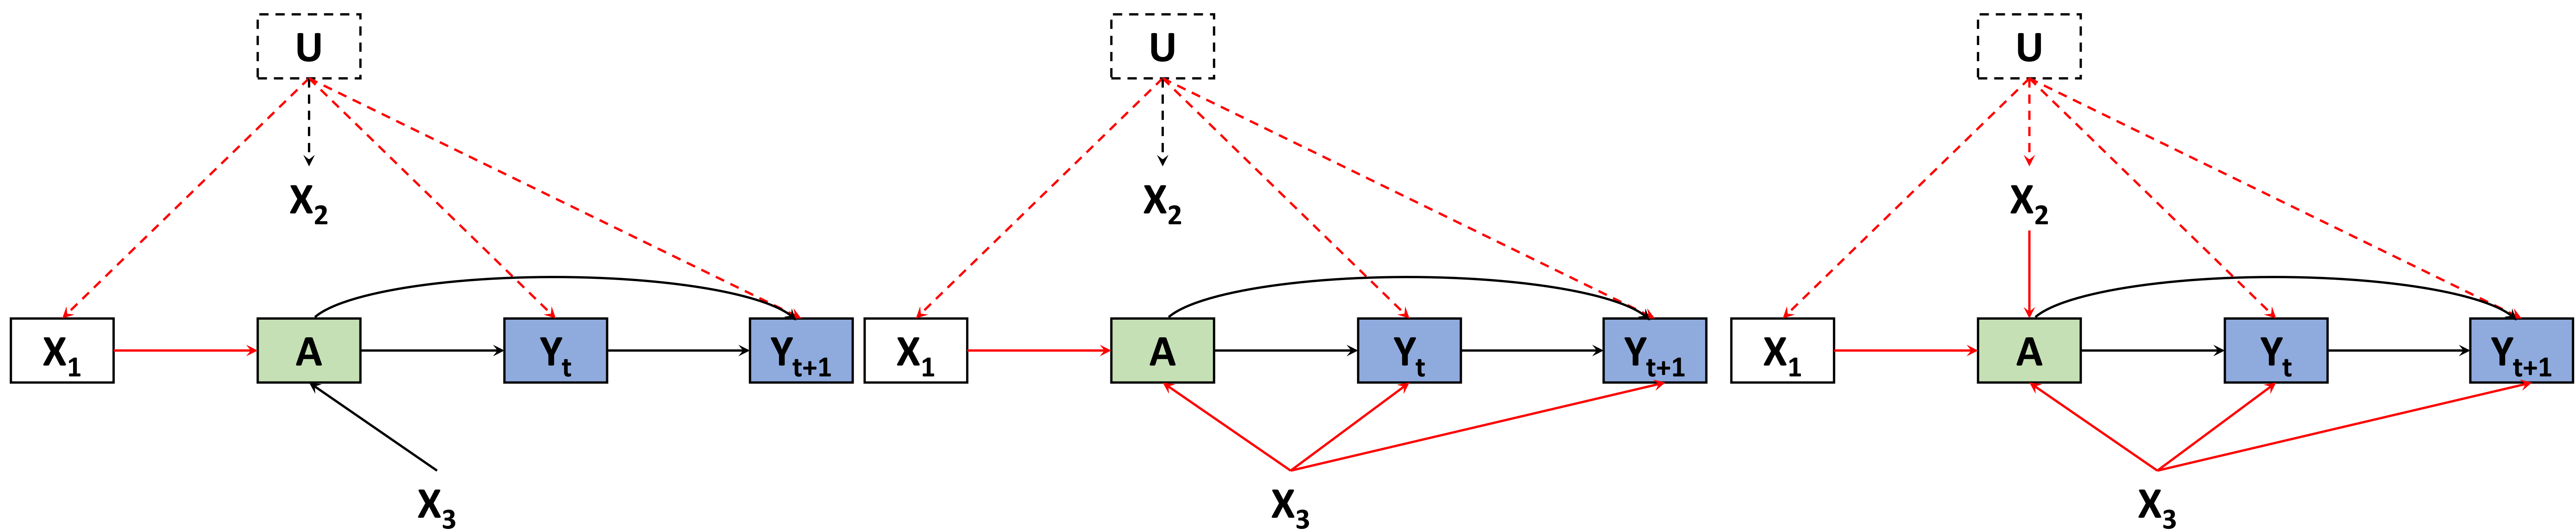 U U U
X₂ X₂ X₂
X₁ A Yₜ Yₜ₊₁ X₁ A Yₜ Yₜ₊₁ X₁ A Yₜ Yₜ₊₁
X₃ X₃ X₃